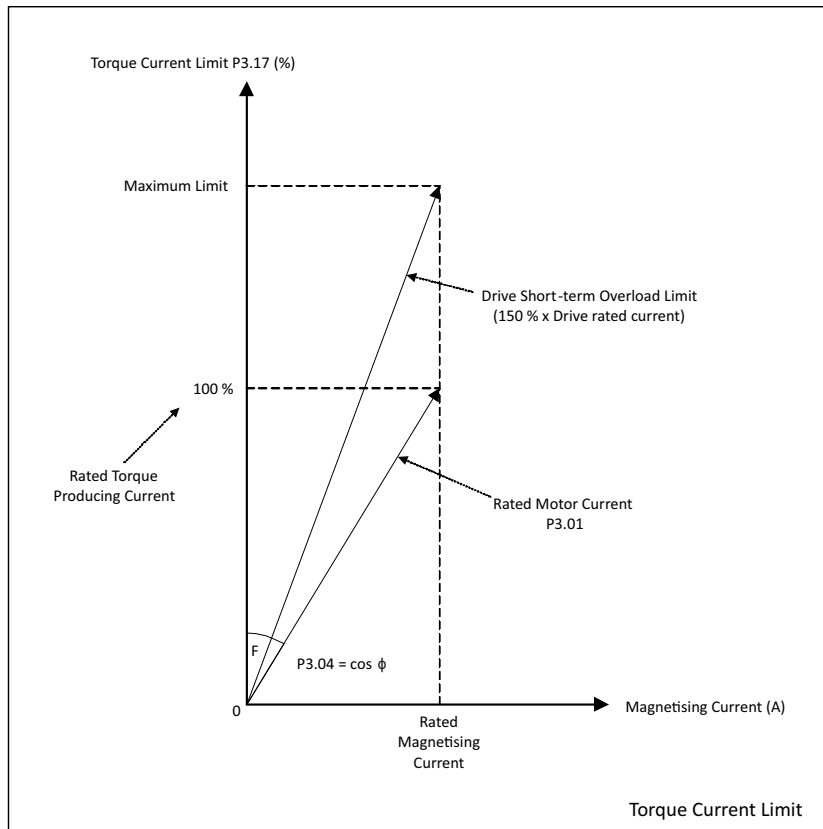 Torque Current Limit P3.17 (%)
Maximum Limit
Drive Short-term Overload Limit
(150 % x Drive rated current)
100 %
Rated Torque
Producing Current
Rated Motor Current
P3.01
F
P3.04 = cos ϕ
0
Magnetising Current (A)
Rated
Magnetising
Current
Torque Current Limit